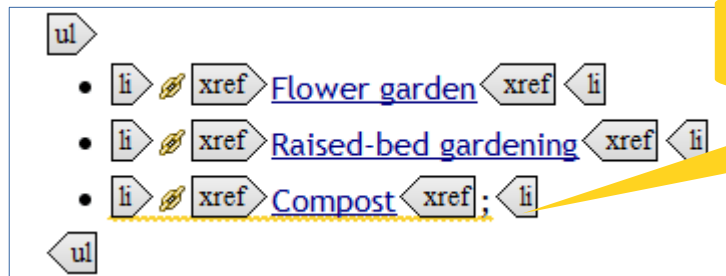 ul
• li xref Flower garden xref li
• li xref Raised-bed gardening xref li
• li xref Compost xref ; li
ul